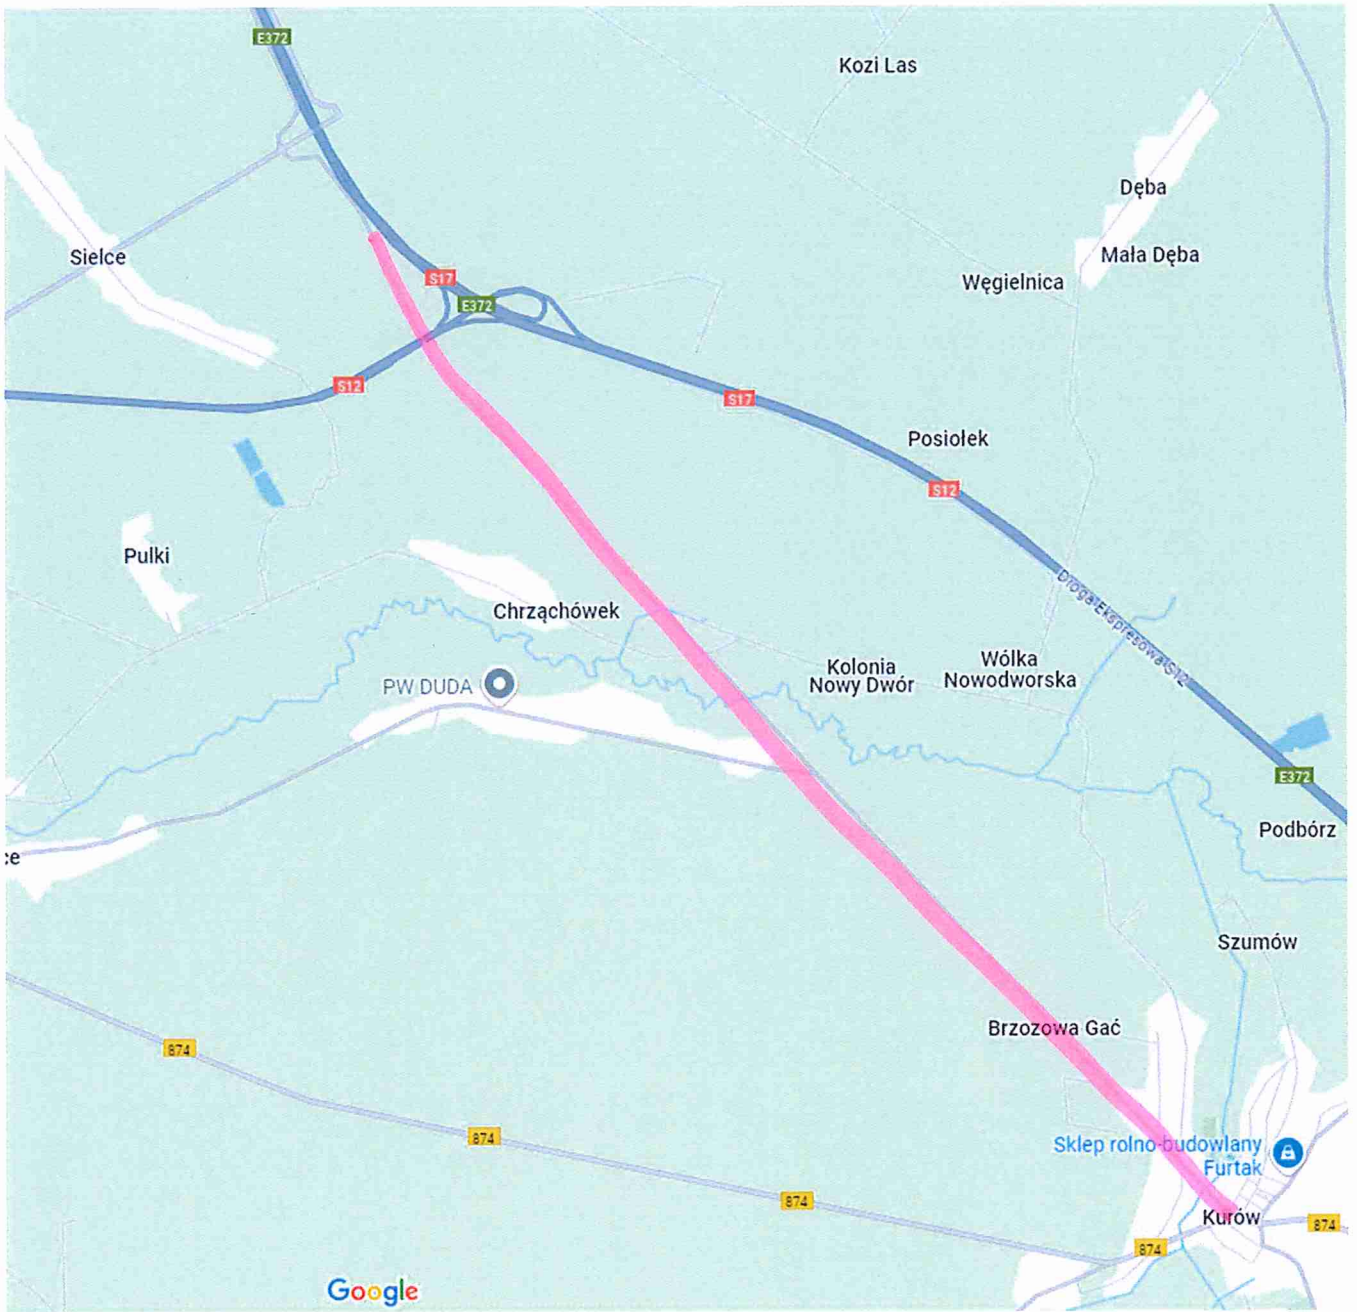 E372
Kozi Las
Dęba
Sielce
Mała Dęba
S17
Węgielnica
E372
S12
S17
Posiołek
S12
Pulki
Droga Ekspresowa S12
Chrząchówek
Kolonia
Nowy Dwór
Wólka
Nowodworska
PW DUDA
E372
Podbórz
ce
Szumów
Brzozowa Gać
874
874
Sklep rolno-budowlany
Furtak
874
Kurów
874
874
Google